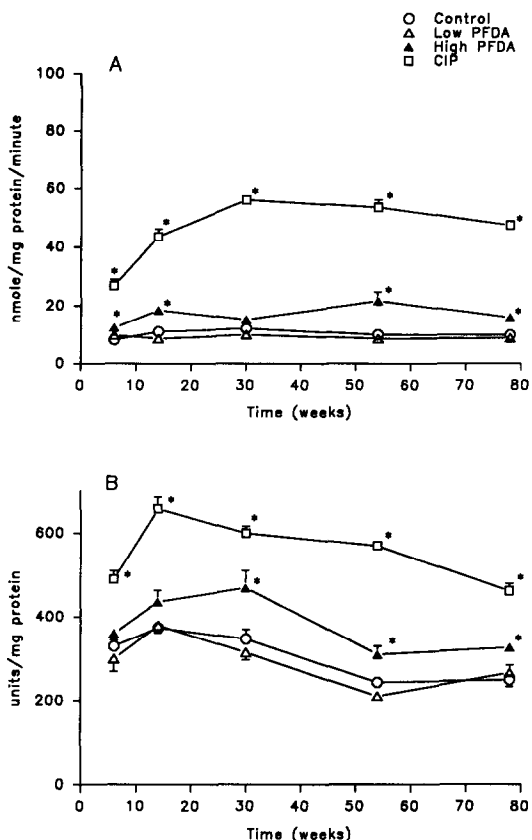 Control
Low PFDA
High PFDA
CIP
A
nmole/mg protein/minute
100
80
60
40
20
0
* * * * *
* * * *
0 10 20 30 40 50 60 70 80
Time (weeks)
B
units/mg protein
600
400
200
0
* * * * *
* * *
0 10 20 30 40 50 60 70 80
Time (weeks)